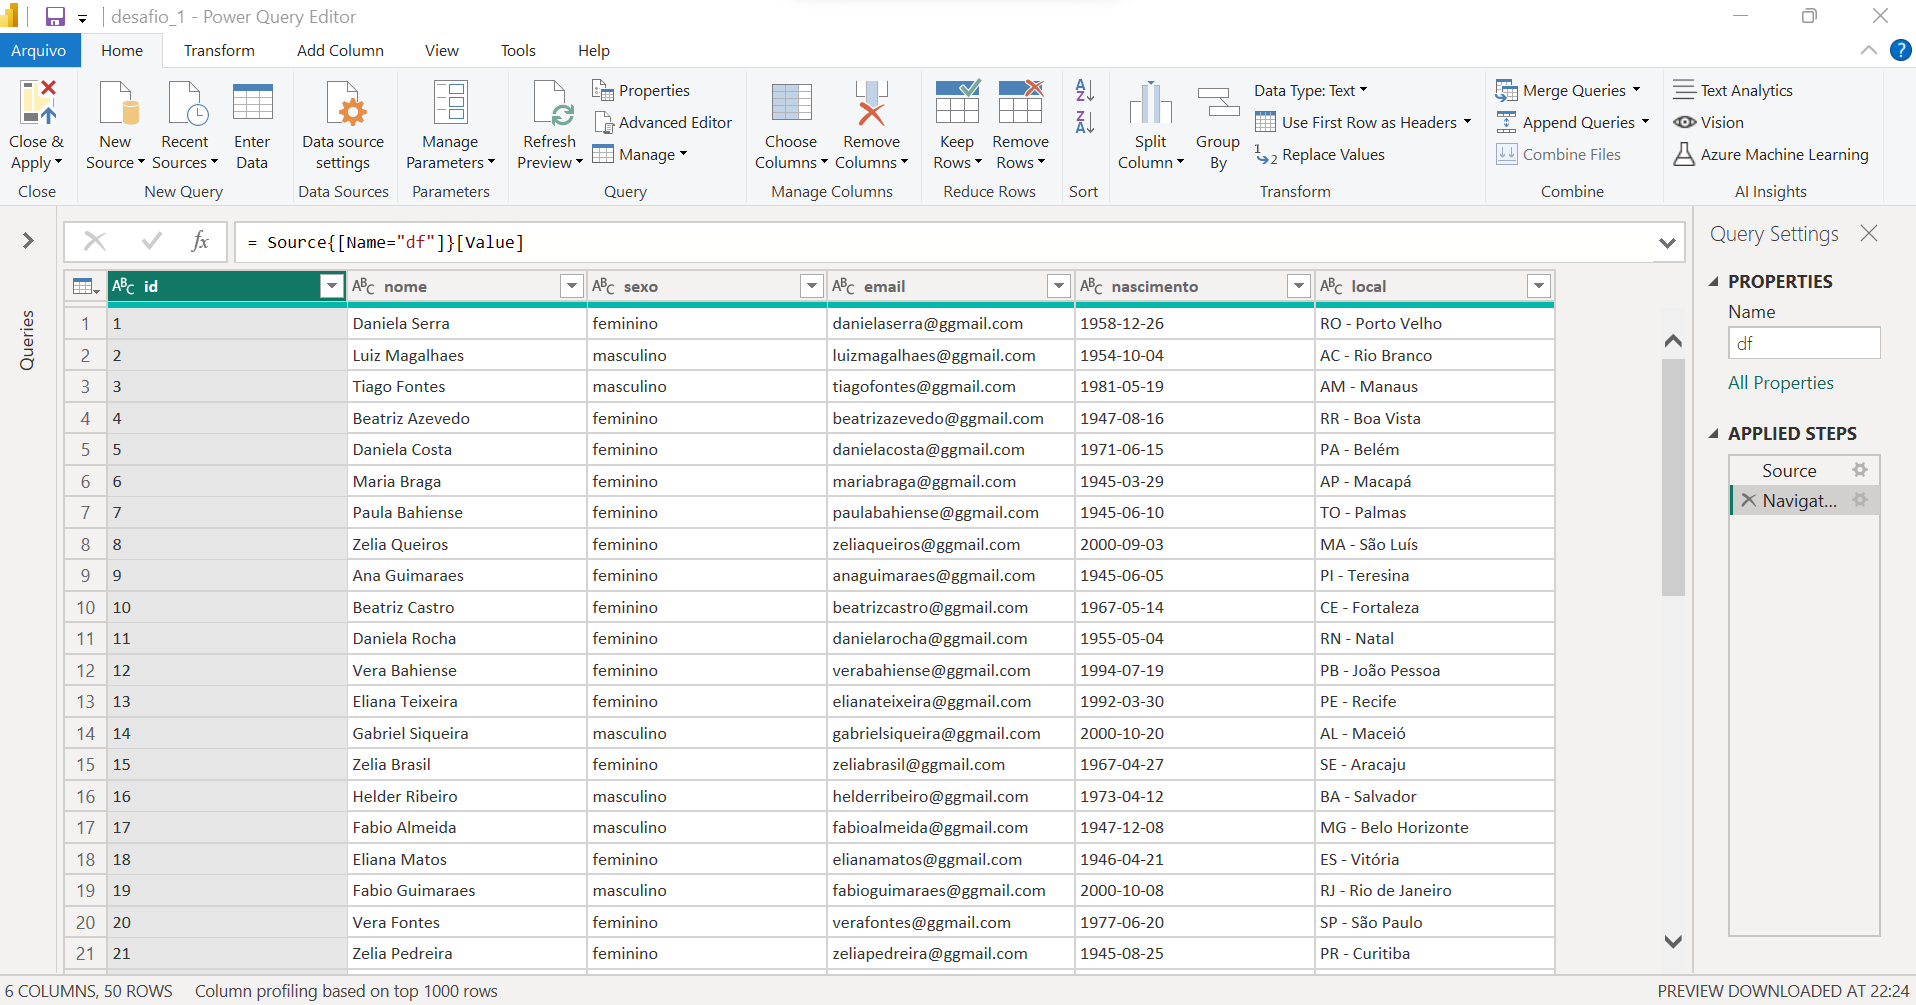 desafio_1 - Power Query Editor
Arquivo Home Transform Add Column View Tools Help ?
Close & Apply
Close
New Source
Recent Sources
Enter Data
New Query
Data source settings
Data Sources
Manage Parameters
Parameters
Refresh Preview
Properties
Advanced Editor
Manage
Query
Choose Columns
Remove Columns
Manage Columns
Keep Rows
Remove Rows
Reduce Rows
A Z
Z A
Sort
Split Column
Group By
Data Type: Text
Use First Row as Headers
1 2 Replace Values
Transform
Merge Queries
Append Queries
Combine Files
Combine
Text Analytics
Vision
Azure Machine Learning
AI Insights
fx = Source{[Name="df"]}[Value]
Queries
ABC id ABC nome ABC sexo ABC email ABC nascimento ABC local
1 1 Daniela Serra feminino danielaserra@ggmail.com 1958-12-26 RO - Porto Velho
2 2 Luiz Magalhaes masculino luizmagalhaes@ggmail.com 1954-10-04 AC - Rio Branco
3 3 Tiago Fontes masculino tiagofontes@ggmail.com 1981-05-19 AM - Manaus
4 4 Beatriz Azevedo feminino beatrizazevedo@ggmail.com 1947-08-16 RR - Boa Vista
5 5 Daniela Costa feminino danielacosta@ggmail.com 1971-06-15 PA - Belém
6 6 Maria Braga feminino mariabraga@ggmail.com 1945-03-29 AP - Macapá
7 7 Paula Bahiense feminino paulabahiense@ggmail.com 1945-06-10 TO - Palmas
8 8 Zelia Queiros feminino zeliaqueiros@ggmail.com 2000-09-03 MA - São Luís
9 9 Ana Guimaraes feminino anaguimaraes@ggmail.com 1945-06-05 PI - Teresina
10 10 Beatriz Castro feminino beatrizcastro@ggmail.com 1967-05-14 CE - Fortaleza
11 11 Daniela Rocha feminino danielarocha@ggmail.com 1955-05-04 RN - Natal
12 12 Vera Bahiense feminino verabahiense@ggmail.com 1994-07-19 PB - João Pessoa
13 13 Eliana Teixeira feminino elianateixeira@ggmail.com 1992-03-30 PE - Recife
14 14 Gabriel Siqueira masculino gabrielsiqueira@ggmail.com 2000-10-20 AL - Maceió
15 15 Zelia Brasil feminino zeliabrasil@ggmail.com 1967-04-27 SE - Aracaju
16 16 Helder Ribeiro masculino helderribeiro@ggmail.com 1973-04-12 BA - Salvador
17 17 Fabio Almeida masculino fabioalmeida@ggmail.com 1947-12-08 MG - Belo Horizonte
18 18 Eliana Matos feminino elianamatos@ggmail.com 1946-04-21 ES - Vitória
19 19 Fabio Guimaraes masculino fabioguimaraes@ggmail.com 2000-10-08 RJ - Rio de Janeiro
20 20 Vera Fontes feminino verafontes@ggmail.com 1977-06-20 SP - São Paulo
21 21 Zelia Pedreira feminino zeliapedreira@ggmail.com 1945-08-25 PR - Curitiba
Query Settings
PROPERTIES
Name
df
All Properties
APPLIED STEPS
Source
Navigat...
6 COLUMNS, 50 ROWS Column profiling based on top 1000 rows PREVIEW DOWNLOADED AT 22:24